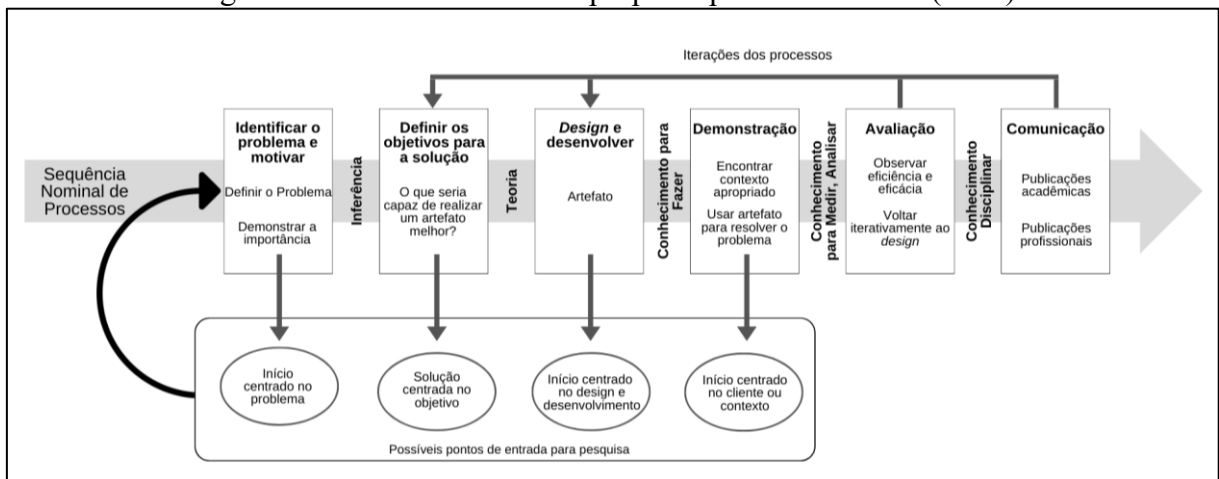 Iterações dos processos
Sequência
Nominal de
Processos
Identificar o
problema e
motivar
Definir o Problema
Demonstrar a
importância
Inferência
Definir os
objetivos para
a solução
O que seria
capaz de realizar
um artefato
melhor?
Teoria
Design e
desenvolver
Artefato
Conhecimento para
Fazer
Demonstração
Encontrar
contexto
apropriado
Usar artefato
para resolver o
problema
Conhecimento
para Medir, Analisar
Avaliação
Observar
eficiência e
eficácia
Voltar
iterativamente ao
design
Conhecimento
Disciplinar
Comunicação
Publicações
acadêmicas
Publicações
profissionais
Início
centrado no
problema
Solução
centrada no
objetivo
Início centrado
no design e
desenvolvimento
Início centrado
no cliente ou
contexto
Possíveis pontos de entrada para pesquisa